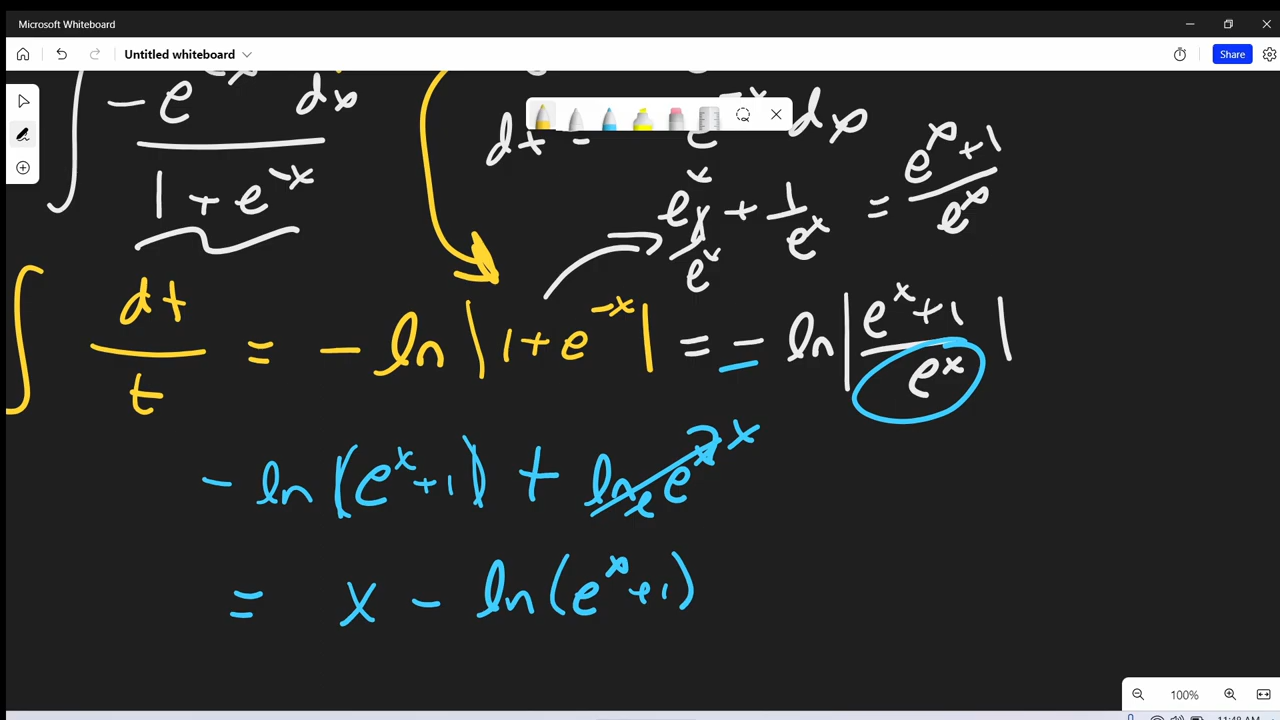 Microsoft Whiteboard
Untitled whiteboard
Share
∫ -e dx / 1 + e^-x
dt = e^-x dx
e^x/e^x + 1/e^x = e^x+1/e^x
∫ dt/t = -ln|1+e^-x| = -ln|e^x+1/e^x|
-ln(e^x+1) + ln_e e^x x
= x - ln(e^x+1)
100%